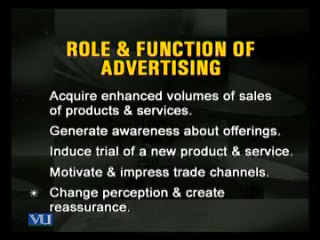 ROLE & FUNCTION OF
ADVERTISING
Acquire enhanced volumes of sales
of products & services.
Generate awareness about offerings.
Induce trial of a new product & service.
Motivate & impress trade channels.
Change perception & create
reassurance.
VU